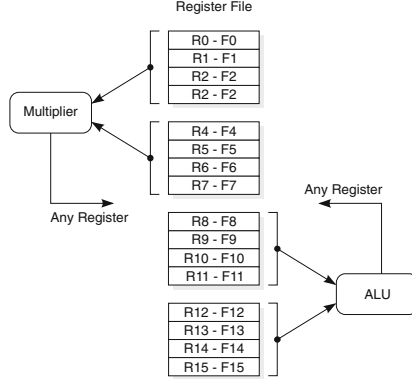 Register File
R0 - F0
R1 - F1
R2 - F2
R2 - F2
Multiplier
R4 - F4
R5 - F5
R6 - F6
R7 - F7
Any Register
Any Register
R8 - F8
R9 - F9
R10 - F10
R11 - F11
ALU
R12 - F12
R13 - F13
R14 - F14
R15 - F15